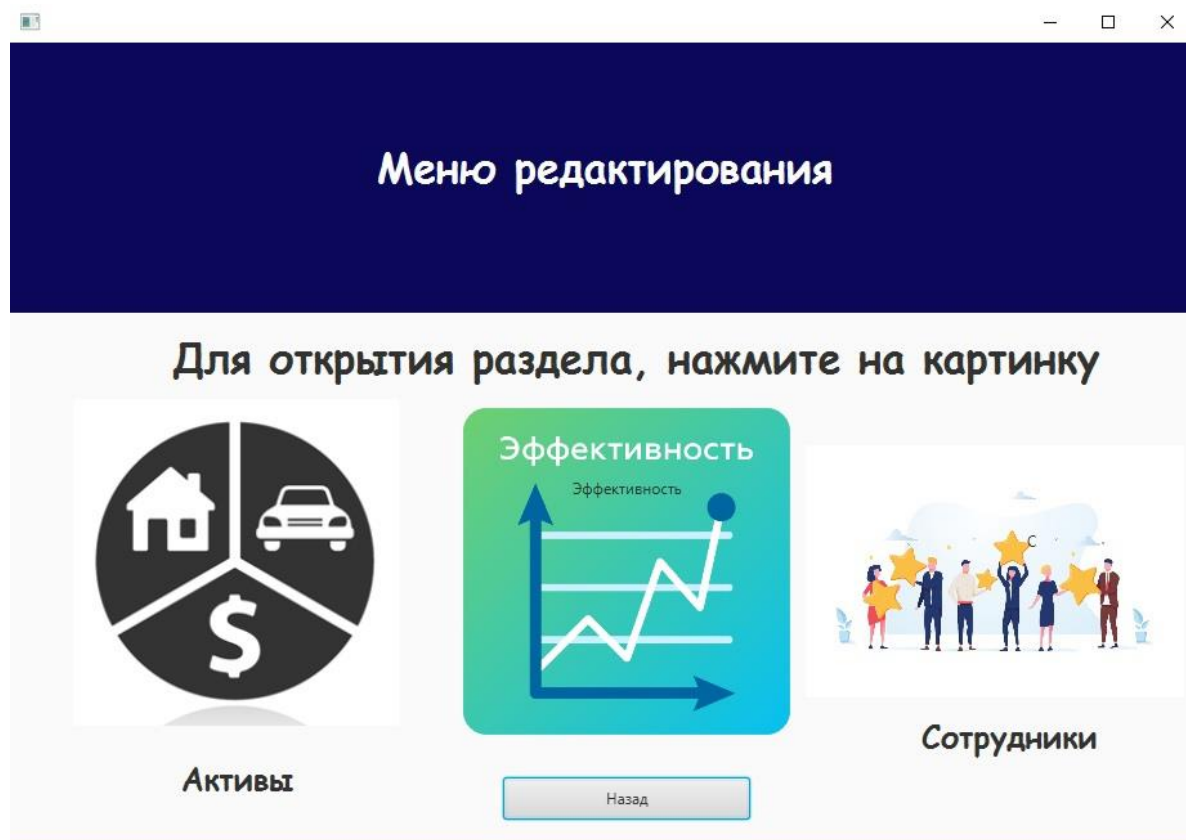 Меню редактирования
Для открытия раздела, нажмите на картинку
Эффективность
Эффективность
$
С
Сотрудники
Активы
Назад